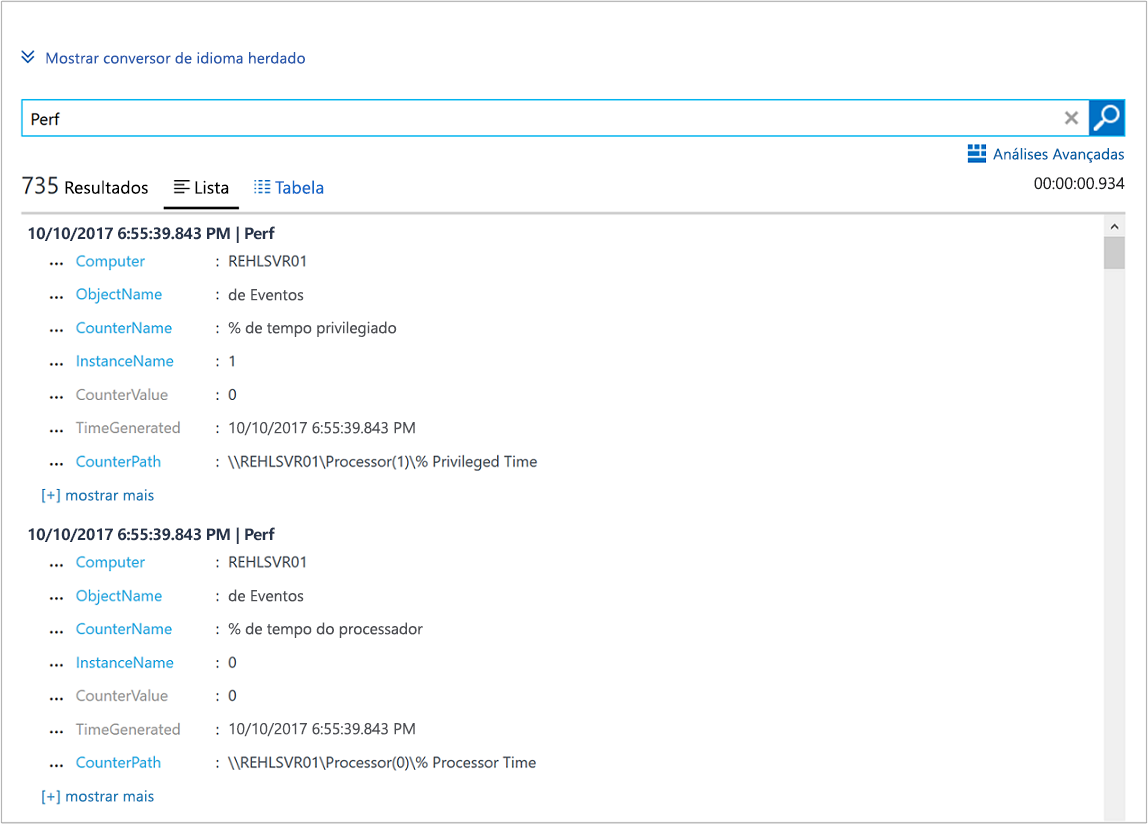 Mostrar conversor de idioma herdado
Perf
Análises Avançadas
735 Resultados Lista Tabela 00:00:00.934
10/10/2017 6:55:39.843 PM | Perf
... Computer : REHLSVR01
... ObjectName : de Eventos
... CounterName : % de tempo privilegiado
... InstanceName : 1
... CounterValue : 0
... TimeGenerated : 10/10/2017 6:55:39.843 PM
... CounterPath : \\REHLSVR01\Processor(1)\% Privileged Time
[+] mostrar mais
10/10/2017 6:55:39.843 PM | Perf
... Computer : REHLSVR01
... ObjectName : de Eventos
... CounterName : % de tempo do processador
... InstanceName : 0
... CounterValue : 0
... TimeGenerated : 10/10/2017 6:55:39.843 PM
... CounterPath : \\REHLSVR01\Processor(0)\% Processor Time
[+] mostrar mais